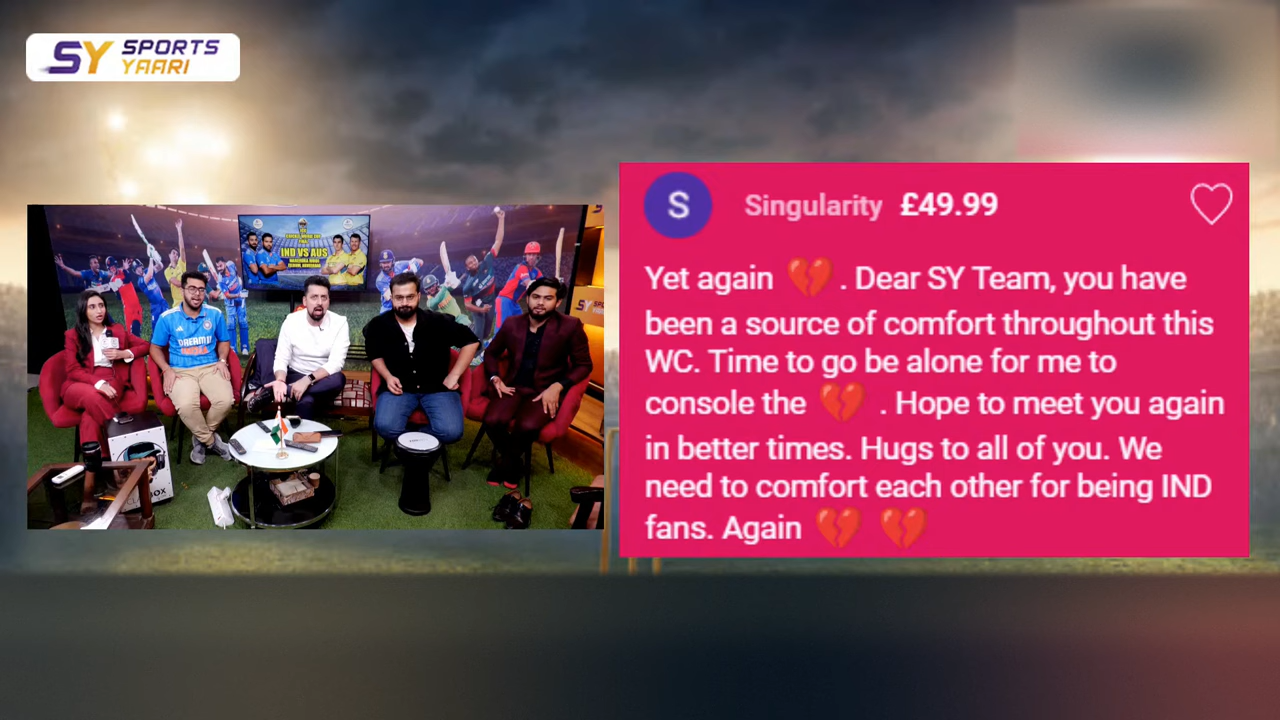 SY SPORTS
YAARI
IND VS AUS
DREAM11
S Singularity £49.99
Yet again 💔 . Dear SY Team, you have
been a source of comfort throughout this
WC. Time to go be alone for me to
console the 💔 . Hope to meet you again
in better times. Hugs to all of you. We
need to comfort each other for being IND
fans. Again 💔 💔